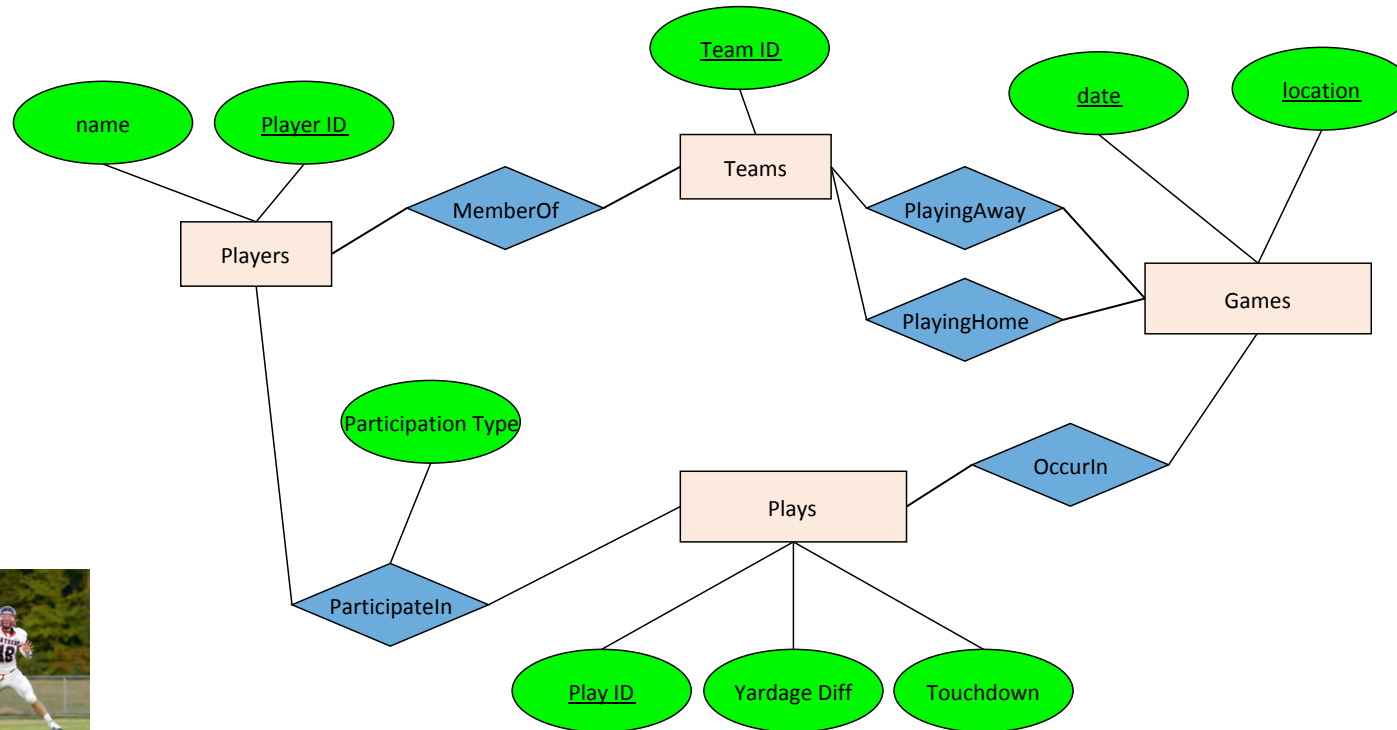 Team ID
date
location
name
Player ID
Teams
MemberOf
PlayingAway
Players
Games
PlayingHome
Participation Type
OccurIn
Plays
ParticipateIn
Play ID
Yardage Diff
Touchdown